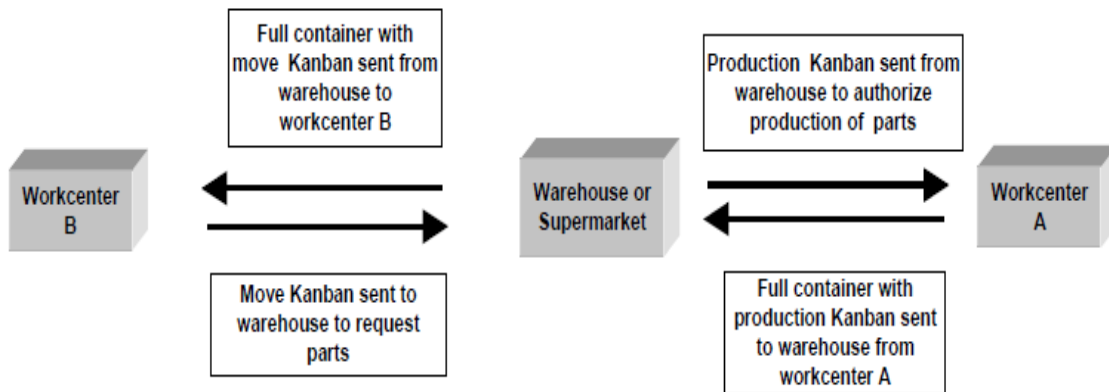 Full container with
move Kanban sent from
warehouse to
workcenter B
Production Kanban sent from
warehouse to authorize
production of parts
Workcenter
B
Warehouse or
Supermarket
Workcenter
A
Move Kanban sent to
warehouse to request
parts
Full container with
production Kanban sent
to warehouse from
workcenter A